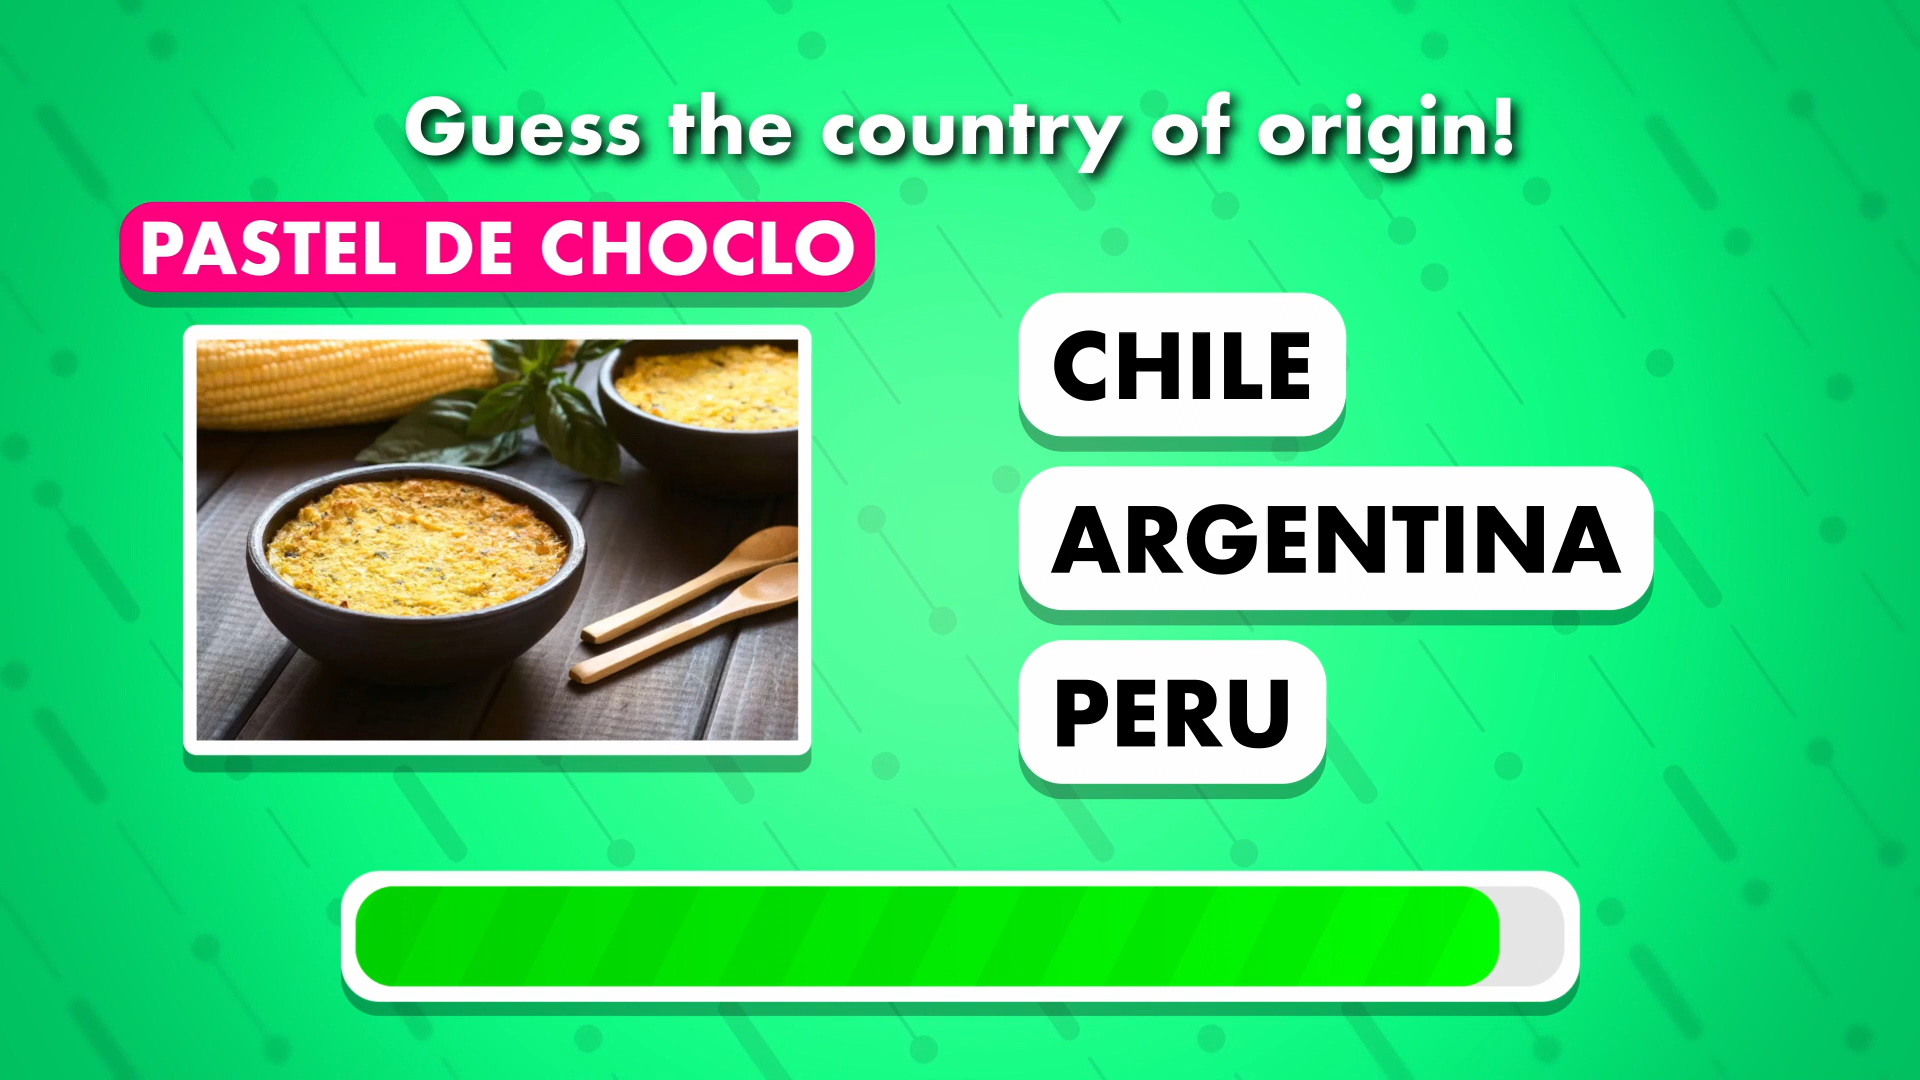 Guess the country of origin!
PASTEL DE CHOCLO
CHILE
ARGENTINA
PERU